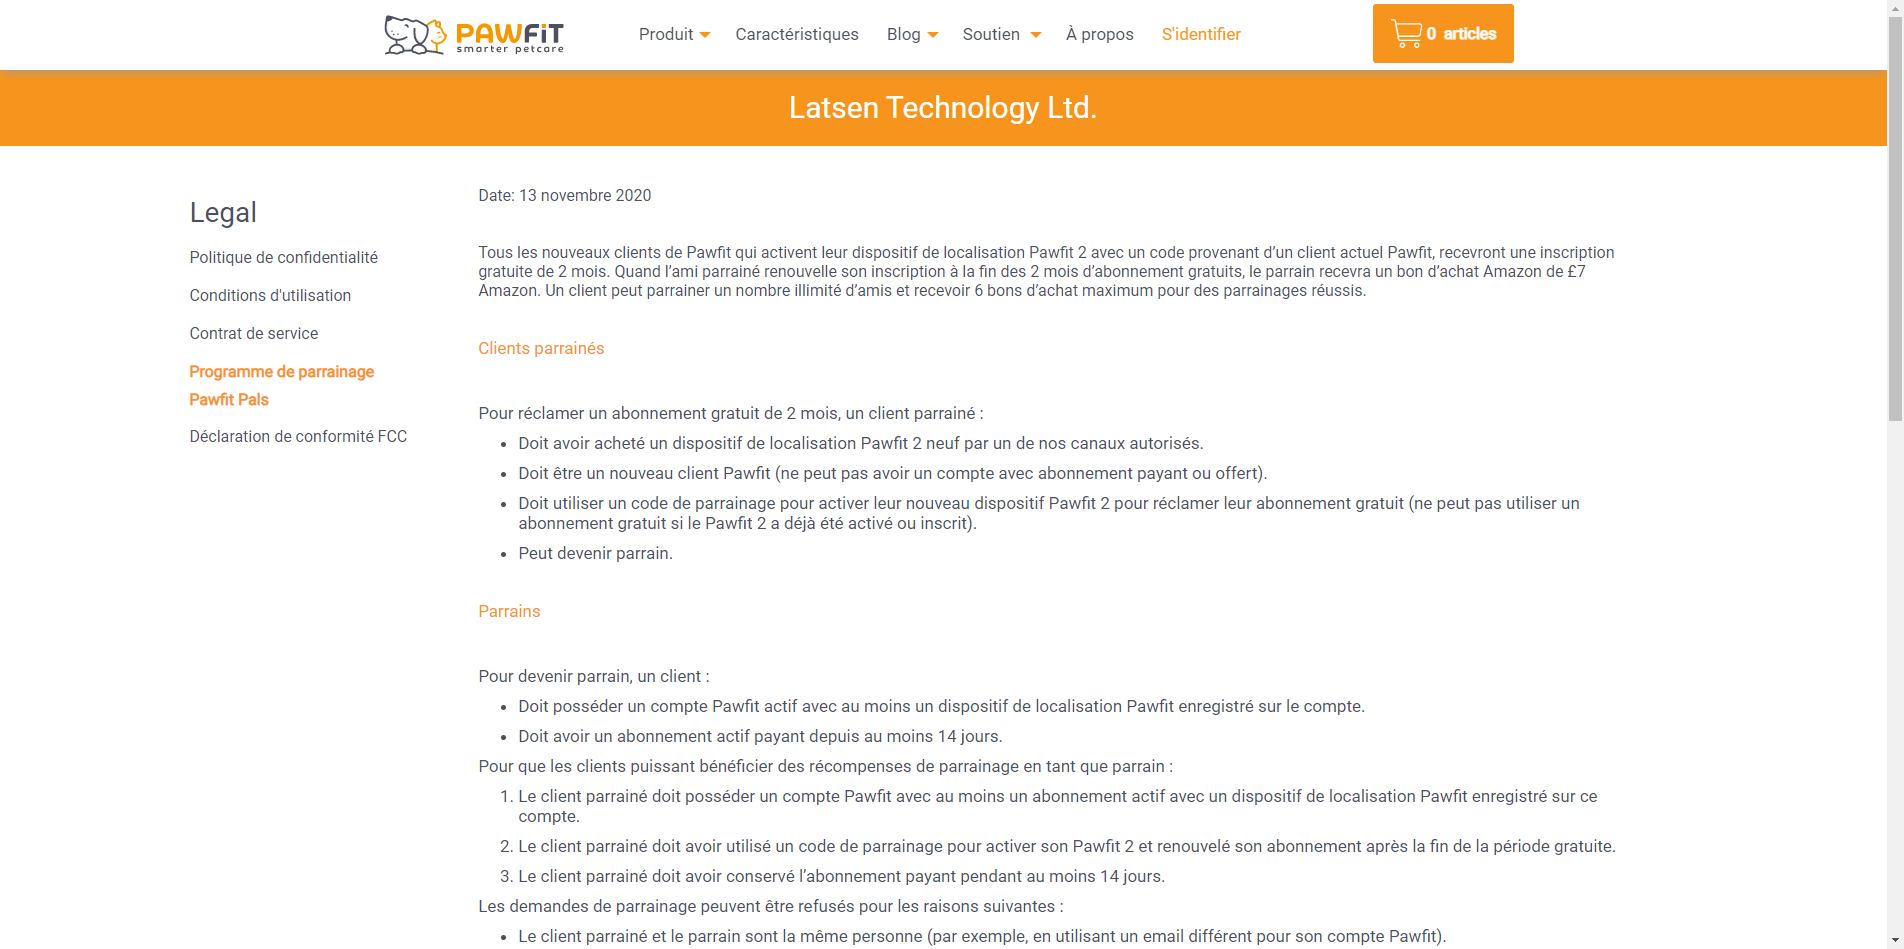 PAWFiT
smarter petcare
Produit
Caractéristiques
Blog
Soutien
À propos
S'identifier
0 articles
Latsen Technology Ltd.
Legal
Politique de confidentialité
Conditions d'utilisation
Contrat de service
Programme de parrainage
Pawfit Pals
Déclaration de conformité FCC
Date: 13 novembre 2020
Tous les nouveaux clients de Pawfit qui activent leur dispositif de localisation Pawfit 2 avec un code provenant d’un client actuel Pawfit, recevront une inscription
gratuite de 2 mois. Quand l’ami parrainé renouvelle son inscription à la fin des 2 mois d’abonnement gratuits, le parrain recevra un bon d’achat Amazon de £7
Amazon. Un client peut parrainer un nombre illimité d’amis et recevoir 6 bons d’achat maximum pour des parrainages réussis.
Clients parrainés
Pour réclamer un abonnement gratuit de 2 mois, un client parrainé :
• Doit avoir acheté un dispositif de localisation Pawfit 2 neuf par un de nos canaux autorisés.
• Doit être un nouveau client Pawfit (ne peut pas avoir un compte avec abonnement payant ou offert).
• Doit utiliser un code de parrainage pour activer leur nouveau dispositif Pawfit 2 pour réclamer leur abonnement gratuit (ne peut pas utiliser un
abonnement gratuit si le Pawfit 2 a déjà été activé ou inscrit).
• Peut devenir parrain.
Parrains
Pour devenir parrain, un client :
• Doit posséder un compte Pawfit actif avec au moins un dispositif de localisation Pawfit enregistré sur le compte.
• Doit avoir un abonnement actif payant depuis au moins 14 jours.
Pour que les clients puissant bénéficier des récompenses de parrainage en tant que parrain :
1. Le client parrainé doit posséder un compte Pawfit avec au moins un abonnement actif avec un dispositif de localisation Pawfit enregistré sur ce
compte.
2. Le client parrainé doit avoir utilisé un code de parrainage pour activer son Pawfit 2 et renouvelé son abonnement après la fin de la période gratuite.
3. Le client parrainé doit avoir conservé l’abonnement payant pendant au moins 14 jours.
Les demandes de parrainage peuvent être refusés pour les raisons suivantes :
• Le client parrainé et le parrain sont la même personne (par exemple, en utilisant un email différent pour son compte Pawfit).